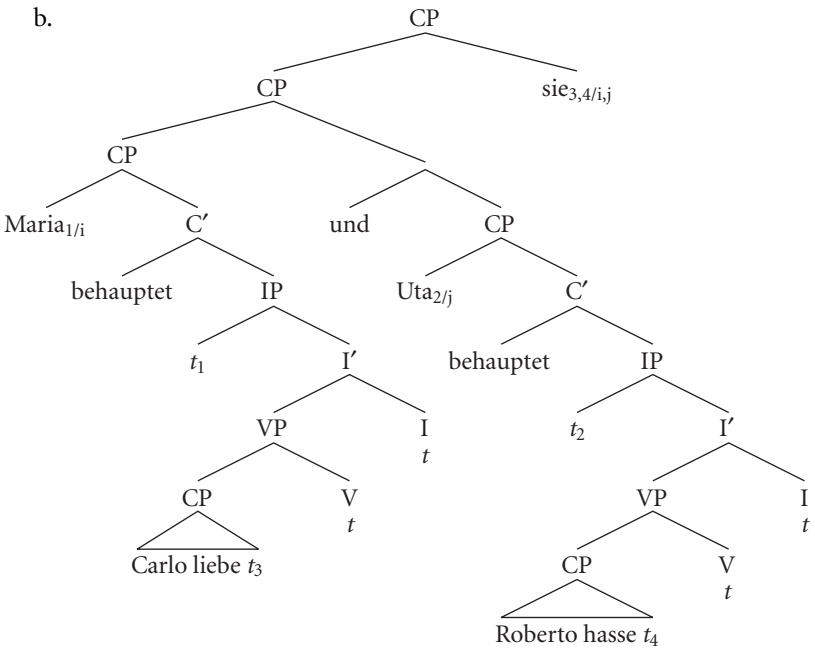 b.
CP
CP sie3,4/i,j
CP
Maria1/i C′ und CP
behauptet IP Uta2/j C′
t1 I′ behauptet IP
VP I t2 I′
t
CP V VP I
t t
Carlo liebe t3 CP V
t
Roberto hasse t4